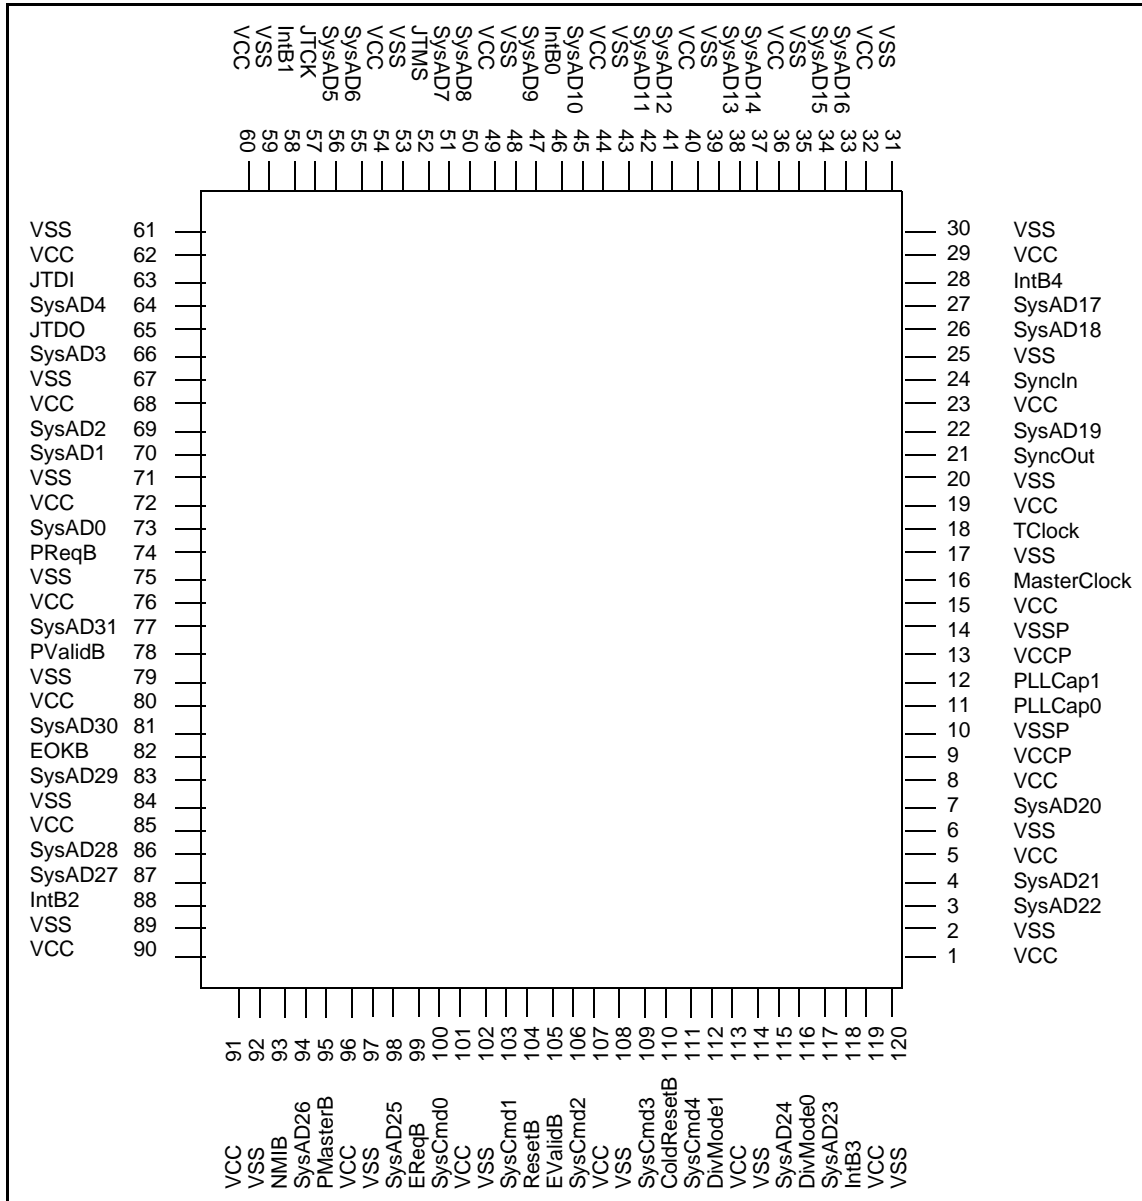 VCC 60
VSS 59
IntB1 58
JTCK 57
SysAD5 56
SysAD6 55
VCC 54
VSS 53
JTMS 52
SysAD7 51
SysAD8 50
VCC 49
VSS 48
SysAD9 47
IntB0 46
SysAD10 45
VCC 44
VSS 43
SysAD11 42
SysAD12 41
VCC 40
VSS 39
SysAD13 38
SysAD14 37
VCC 36
VSS 35
SysAD15 34
SysAD16 33
VCC 32
VSS 31
VSS 61
VCC 62
JTDI 63
SysAD4 64
JTDO 65
SysAD3 66
VSS 67
VCC 68
SysAD2 69
SysAD1 70
VSS 71
VCC 72
SysAD0 73
PReqB 74
VSS 75
VCC 76
SysAD31 77
PValidB 78
VSS 79
VCC 80
SysAD30 81
EOKB 82
SysAD29 83
VSS 84
VCC 85
SysAD28 86
SysAD27 87
IntB2 88
VSS 89
VCC 90
30 VSS
29 VCC
28 IntB4
27 SysAD17
26 SysAD18
25 VSS
24 SyncIn
23 VCC
22 SysAD19
21 SyncOut
20 VSS
19 VCC
18 TClock
17 VSS
16 MasterClock
15 VCC
14 VSSP
13 VCCP
12 PLLCap1
11 PLLCap0
10 VSSP
9 VCCP
8 VCC
7 SysAD20
6 VSS
5 VCC
4 SysAD21
3 SysAD22
2 VSS
1 VCC
VCC 91
VSS 92
NMIB 93
SysAD26 94
PMasterB 95
VCC 96
VSS 97
SysAD25 98
EReqB 99
SysCmd0 100
VCC 101
VSS 102
SysCmd1 103
ResetB 104
EValidB 105
SysCmd2 106
VCC 107
VSS 108
SysCmd3 109
ColdResetB 110
SysCmd4 111
DivMode1 112
VCC 113
VSS 114
SysAD24 115
DivMode0 116
SysAD23 117
IntB3 118
VCC 119
VSS 120